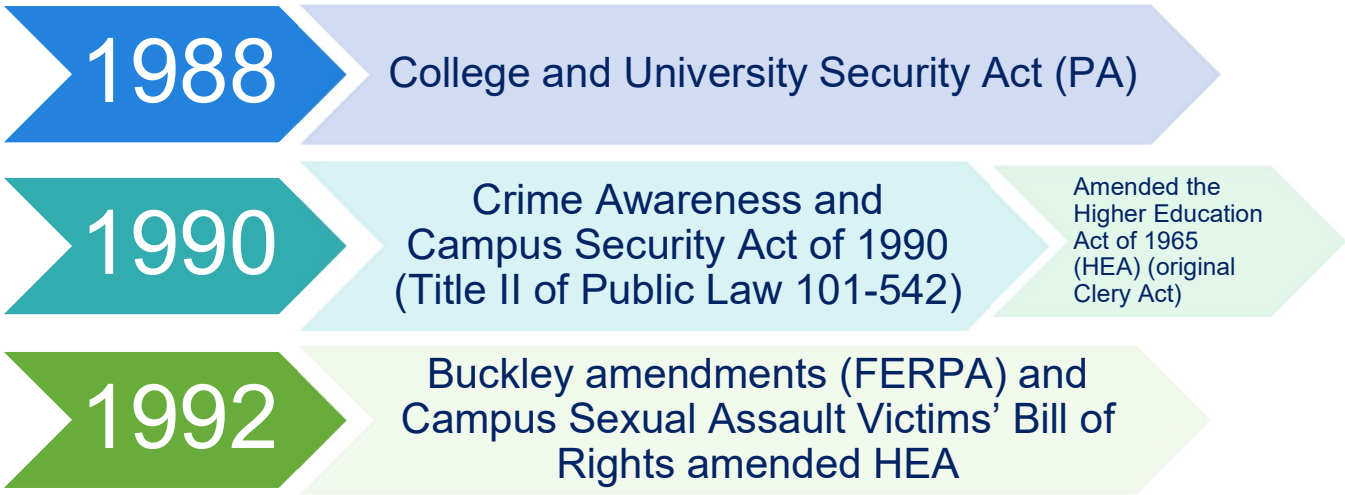 1988
College and University Security Act (PA)
1990
Crime Awareness and
Campus Security Act of 1990
(Title II of Public Law 101-542)
Amended the
Higher Education
Act of 1965
(HEA) (original
Clery Act)
1992
Buckley amendments (FERPA) and
Campus Sexual Assault Victims’ Bill of
Rights amended HEA